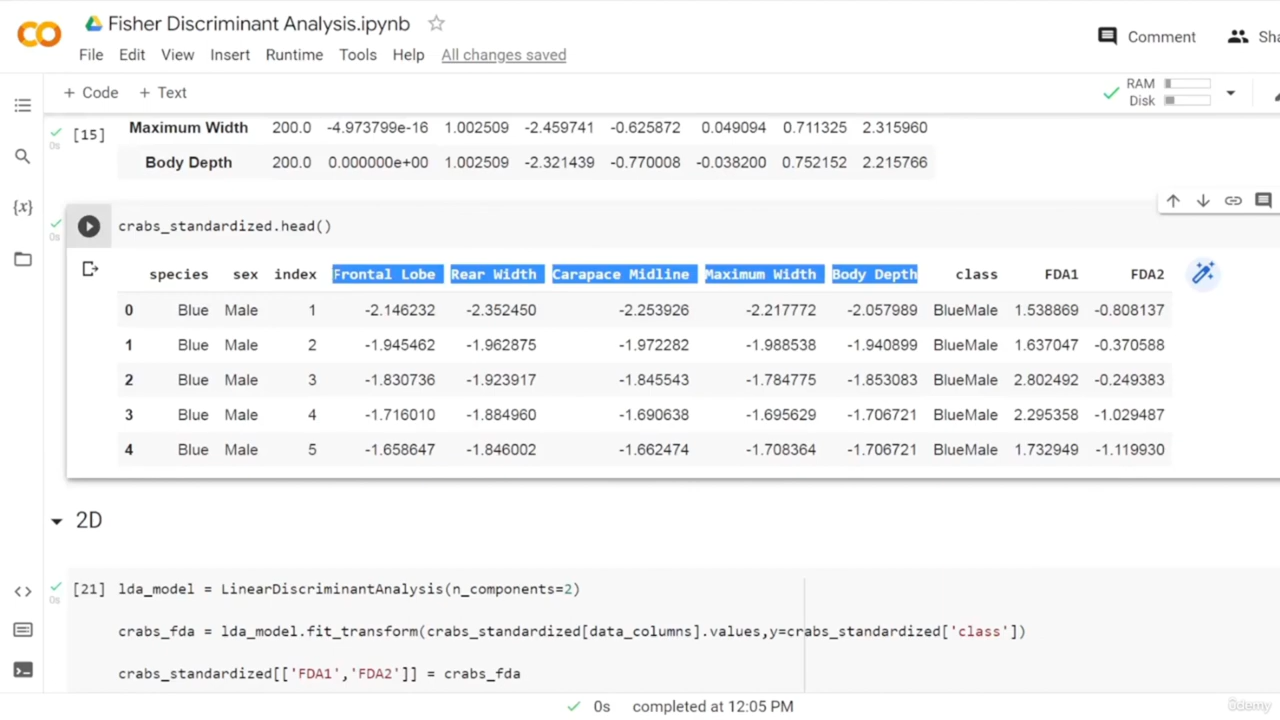 Fisher Discriminant Analysis.ipynb
File Edit View Insert Runtime Tools Help All changes saved
Comment
+ Code + Text
RAM
Disk
[15] Maximum Width 200.0 -4.973799e-16 1.002509 -2.459741 -0.625872 0.049094 0.711325 2.315960
0s
Body Depth 200.0 0.000000e+00 1.002509 -2.321439 -0.770008 -0.038200 0.752152 2.215766
{x}
crabs_standardized.head()
0s
species sex index Frontal Lobe Rear Width Carapace Midline Maximum Width Body Depth class FDA1 FDA2
0 Blue Male 1 -2.146232 -2.352450 -2.253926 -2.217772 -2.057989 BlueMale 1.538869 -0.808137
1 Blue Male 2 -1.945462 -1.962875 -1.972282 -1.988538 -1.940899 BlueMale 1.637047 -0.370588
2 Blue Male 3 -1.830736 -1.923917 -1.845543 -1.784775 -1.853083 BlueMale 2.802492 -0.249383
3 Blue Male 4 -1.716010 -1.884960 -1.690638 -1.695629 -1.706721 BlueMale 2.295358 -1.029487
4 Blue Male 5 -1.658647 -1.846002 -1.662474 -1.708364 -1.706721 BlueMale 1.732949 -1.119930
2D
[21] lda_model = LinearDiscriminantAnalysis(n_components=2)
0s
crabs_fda = lda_model.fit_transform(crabs_standardized[data_columns].values,y=crabs_standardized['class'])
crabs_standardized[['FDA1','FDA2']] = crabs_fda
0s completed at 12:05 PM
ûdemy